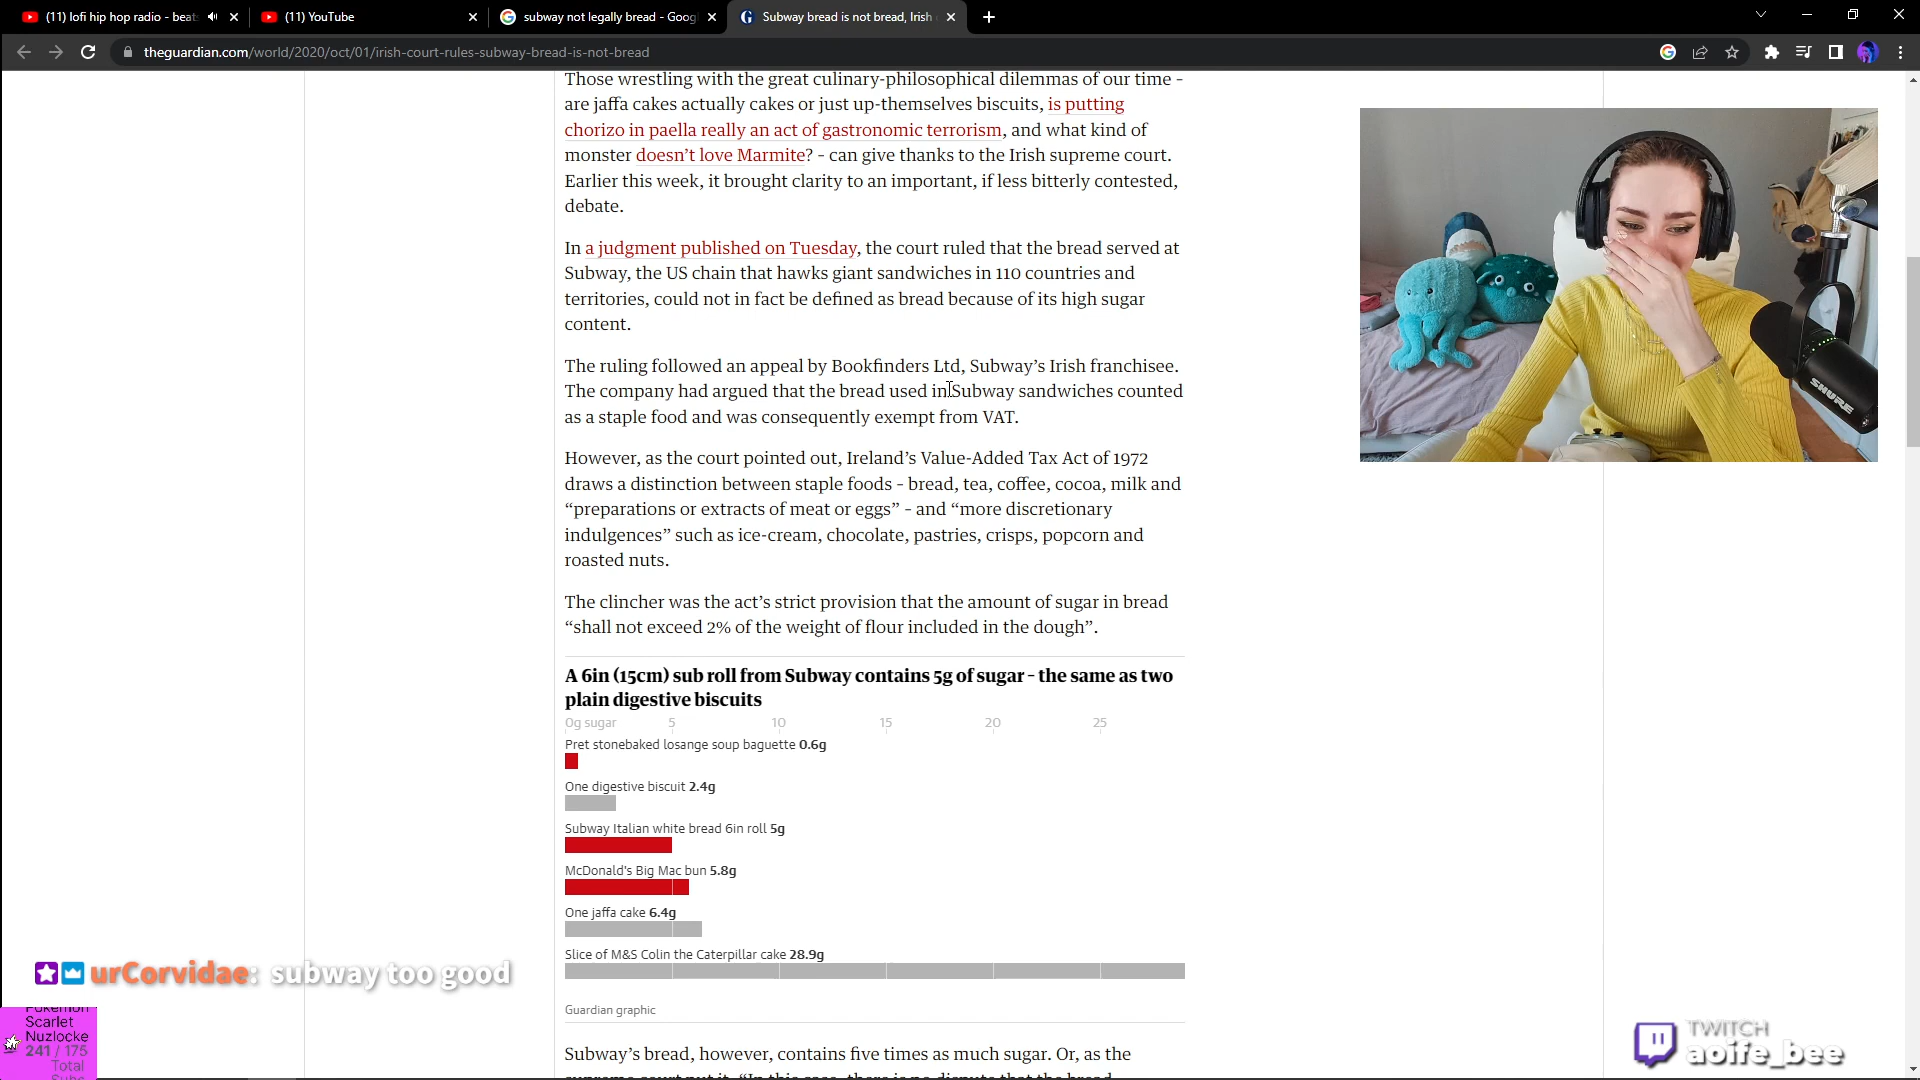 (11) lofi hip hop radio - beats
(11) YouTube
subway not legally bread - Goog
Subway bread is not bread, Irish
theguardian.com/world/2020/oct/01/irish-court-rules-subway-bread-is-not-bread
Those wrestling with the great culinary-philosophical dilemmas of our time –
are jaffa cakes actually cakes or just up-themselves biscuits, is putting
chorizo in paella really an act of gastronomic terrorism, and what kind of
monster doesn’t love Marmite? – can give thanks to the Irish supreme court.
Earlier this week, it brought clarity to an important, if less bitterly contested,
debate.
In a judgment published on Tuesday, the court ruled that the bread served at
Subway, the US chain that hawks giant sandwiches in 110 countries and
territories, could not in fact be defined as bread because of its high sugar
content.
The ruling followed an appeal by Bookfinders Ltd, Subway’s Irish franchisee.
The company had argued that the bread used in Subway sandwiches counted
as a staple food and was consequently exempt from VAT.
However, as the court pointed out, Ireland’s Value-Added Tax Act of 1972
draws a distinction between staple foods – bread, tea, coffee, cocoa, milk and
“preparations or extracts of meat or eggs” – and “more discretionary
indulgences” such as ice-cream, chocolate, pastries, crisps, popcorn and
roasted nuts.
The clincher was the act’s strict provision that the amount of sugar in bread
“shall not exceed 2% of the weight of flour included in the dough”.
A 6in (15cm) sub roll from Subway contains 5g of sugar – the same as two
plain digestive biscuits
0g sugar 5 10 15 20 25
Pret stonebaked losange soup baguette 0.6g
One digestive biscuit 2.4g
Subway Italian white bread 6in roll 5g
McDonald's Big Mac bun 5.8g
One jaffa cake 6.4g
Slice of M&S Colin the Caterpillar cake 28.9g
Guardian graphic
Subway’s bread, however, contains five times as much sugar. Or, as the
supreme court put it, “In this case, there is no dispute that the bread
SHURE
urCorvidae: subway too good
Pokemon
Scarlet
Nuzlocke
241 / 175
Total
Subs
TWITCH
aoife_bee